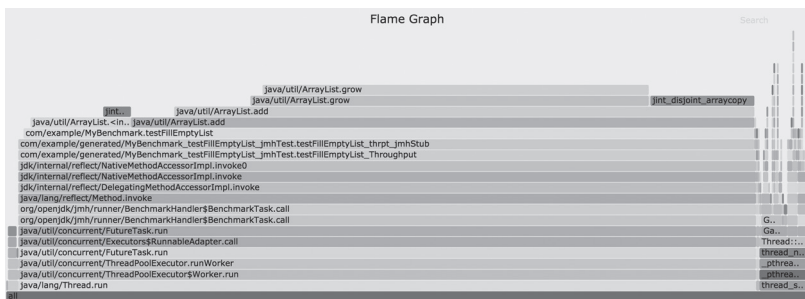 Flame Graph
Search
java/util/ArrayList.grow
java/util/ArrayList.grow
jint_disjoint_arraycopy
jint..
java/util/ArrayList.add
java/util/ArrayList.<in..
java/util/ArrayList.add
com/example/MyBenchmark.testFillEmptyList
com/example/generated/MyBenchmark_testFillEmptyList_jmhTest.testFillEmptyList_thrpt_jmhStub
com/example/generated/MyBenchmark_testFillEmptyList_jmhTest.testFillEmptyList_Throughput
jdk/internal/reflect/NativeMethodAccessorImpl.invoke0
jdk/internal/reflect/NativeMethodAccessorImpl.invoke
jdk/internal/reflect/DelegatingMethodAccessorImpl.invoke
java/lang/reflect/Method.invoke
org/openjdk/jmh/runner/BenchmarkHandler$BenchmarkTask.call
org/openjdk/jmh/runner/BenchmarkHandler$BenchmarkTask.call
G..
java/util/concurrent/FutureTask.run
Ga..
java/util/concurrent/Executors$RunnableAdapter.call
Thread::..
java/util/concurrent/FutureTask.run
thread_n..
java/util/concurrent/ThreadPoolExecutor.runWorker
_pthrea..
java/util/concurrent/ThreadPoolExecutor$Worker.run
_pthrea..
java/lang/Thread.run
thread_s..
all